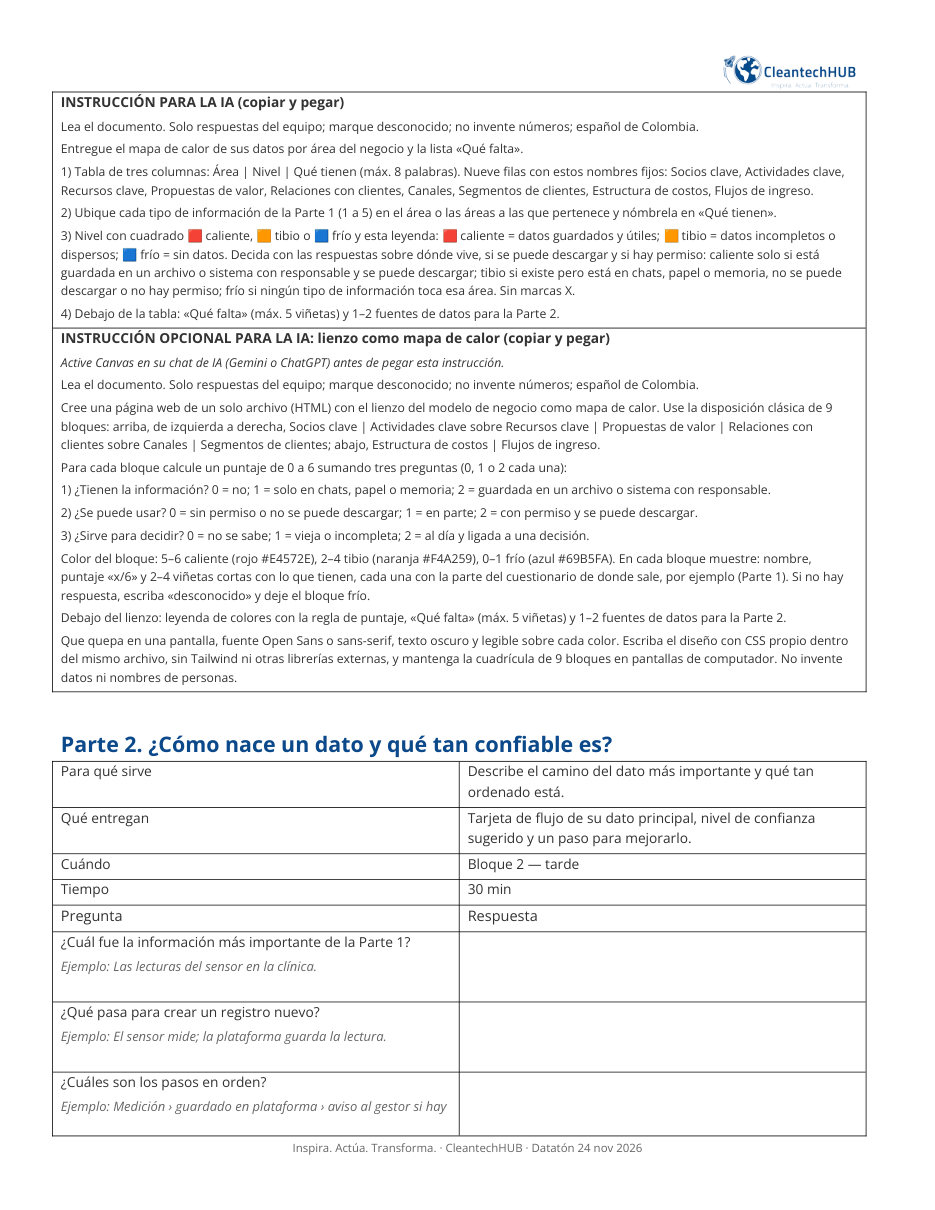 CleantechHUB
Inspira. Actúa. Transforma.
INSTRUCCIÓN PARA LA IA (copiar y pegar)
Lea el documento. Solo respuestas del equipo; marque desconocido; no invente números; español de Colombia.
Entregue el mapa de calor de sus datos por área del negocio y la lista «Qué falta».
1) Tabla de tres columnas: Área | Nivel | Qué tienen (máx. 8 palabras). Nueve filas con estos nombres fijos: Socios clave, Actividades clave,
Recursos clave, Propuestas de valor, Relaciones con clientes, Canales, Segmentos de clientes, Estructura de costos, Flujos de ingreso.
2) Ubique cada tipo de información de la Parte 1 (1 a 5) en el área o las áreas a las que pertenece y nómbrela en «Qué tienen».
3) Nivel con cuadrado 🟥 caliente, 🟧 tibio o 🟦 frío y esta leyenda: 🟥 caliente = datos guardados y útiles; 🟧 tibio = datos incompletos o
dispersos; 🟦 frío = sin datos. Decida con las respuestas sobre dónde vive, si se puede descargar y si hay permiso: caliente solo si está
guardada en un archivo o sistema con responsable y se puede descargar; tibio si existe pero está en chats, papel o memoria, no se puede
descargar o no hay permiso; frío si ningún tipo de información toca esa área. Sin marcas X.
4) Debajo de la tabla: «Qué falta» (máx. 5 viñetas) y 1–2 fuentes de datos para la Parte 2.
INSTRUCCIÓN OPCIONAL PARA LA IA: lienzo como mapa de calor (copiar y pegar)
Active Canvas en su chat de IA (Gemini o ChatGPT) antes de pegar esta instrucción.
Lea el documento. Solo respuestas del equipo; marque desconocido; no invente números; español de Colombia.
Cree una página web de un solo archivo (HTML) con el lienzo del modelo de negocio como mapa de calor. Use la disposición clásica de 9
bloques: arriba, de izquierda a derecha, Socios clave | Actividades clave sobre Recursos clave | Propuestas de valor | Relaciones con
clientes sobre Canales | Segmentos de clientes; abajo, Estructura de costos | Flujos de ingreso.
Para cada bloque calcule un puntaje de 0 a 6 sumando tres preguntas (0, 1 o 2 cada una):
1) ¿Tienen la información? 0 = no; 1 = solo en chats, papel o memoria; 2 = guardada en un archivo o sistema con responsable.
2) ¿Se puede usar? 0 = sin permiso o no se puede descargar; 1 = en parte; 2 = con permiso y se puede descargar.
3) ¿Sirve para decidir? 0 = no se sabe; 1 = vieja o incompleta; 2 = al día y ligada a una decisión.
Color del bloque: 5–6 caliente (rojo #E4572E), 2–4 tibio (naranja #F4A259), 0–1 frío (azul #69B5FA). En cada bloque muestre: nombre,
puntaje «x/6» y 2–4 viñetas cortas con lo que tienen, cada una con la parte del cuestionario de donde sale, por ejemplo (Parte 1). Si no hay
respuesta, escriba «desconocido» y deje el bloque frío.
Debajo del lienzo: leyenda de colores con la regla de puntaje, «Qué falta» (máx. 5 viñetas) y 1–2 fuentes de datos para la Parte 2.
Que quepa en una pantalla, fuente Open Sans o sans-serif, texto oscuro y legible sobre cada color. Escriba el diseño con CSS propio dentro
del mismo archivo, sin Tailwind ni otras librerías externas, y mantenga la cuadrícula de 9 bloques en pantallas de computador. No invente
datos ni nombres de personas.
Parte 2. ¿Cómo nace un dato y qué tan confiable es?
Para qué sirve
Describe el camino del dato más importante y qué tan
ordenado está.
Qué entregan
Tarjeta de flujo de su dato principal, nivel de confianza
sugerido y un paso para mejorarlo.
Cuándo
Bloque 2 — tarde
Tiempo
30 min
Pregunta
Respuesta
¿Cuál fue la información más importante de la Parte 1?
Ejemplo: Las lecturas del sensor en la clínica.
¿Qué pasa para crear un registro nuevo?
Ejemplo: El sensor mide; la plataforma guarda la lectura.
¿Cuáles son los pasos en orden?
Ejemplo: Medición › guardado en plataforma › aviso al gestor si hay
Inspira. Actúa. Transforma. · CleantechHUB · Datatón 24 nov 2026